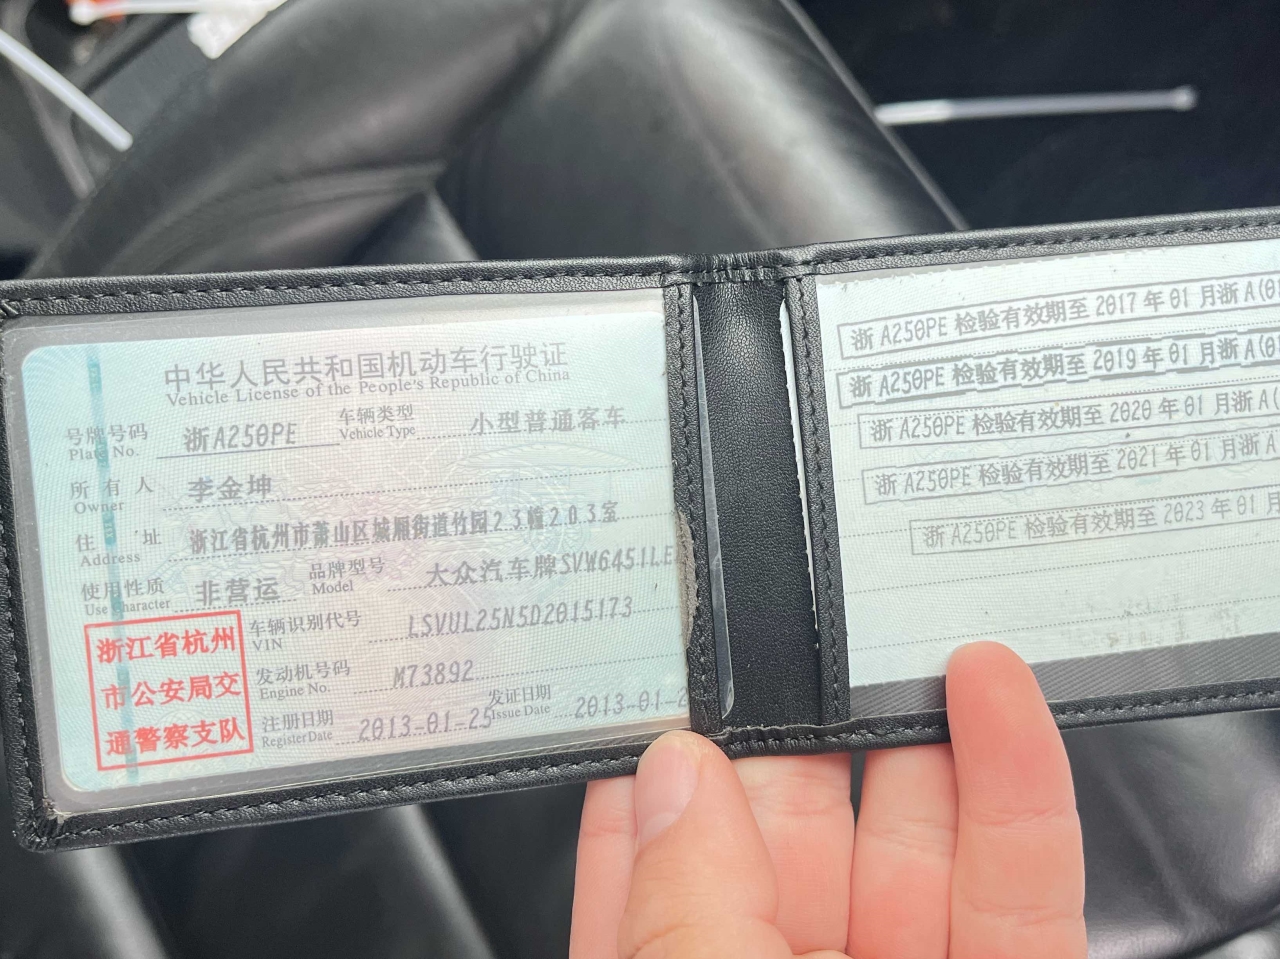 中华人民共和国机动车行驶证
Vehicle License of the People's Republic of China
号牌号码 浙A250PE 车辆类型 小型普通客车
Plate No. Vehicle Type
所有人 李金坤
Owner
住址 浙江省杭州市萧山区城厢街道竹园23幢203室
Address
使用性质 非营运 品牌型号 大众汽车牌SVW6451LE
Use Character Model
浙江省杭州
市公安局交
通警察支队
车辆识别代号 LSVUL25N5D2015173
VIN
发动机号码 M73892
Engine No.
注册日期 2013-01-25 发证日期 2013-01-2
Register Date Issue Date
浙A250PE 检验有效期至 2017年01月浙A(01
浙A250PE 检验有效期至 2019年01月浙A(01
浙A250PE 检验有效期至 2020年01月浙A(
浙A250PE 检验有效期至 2021年01月浙A(
浙A250PE 检验有效期至 2023年01月